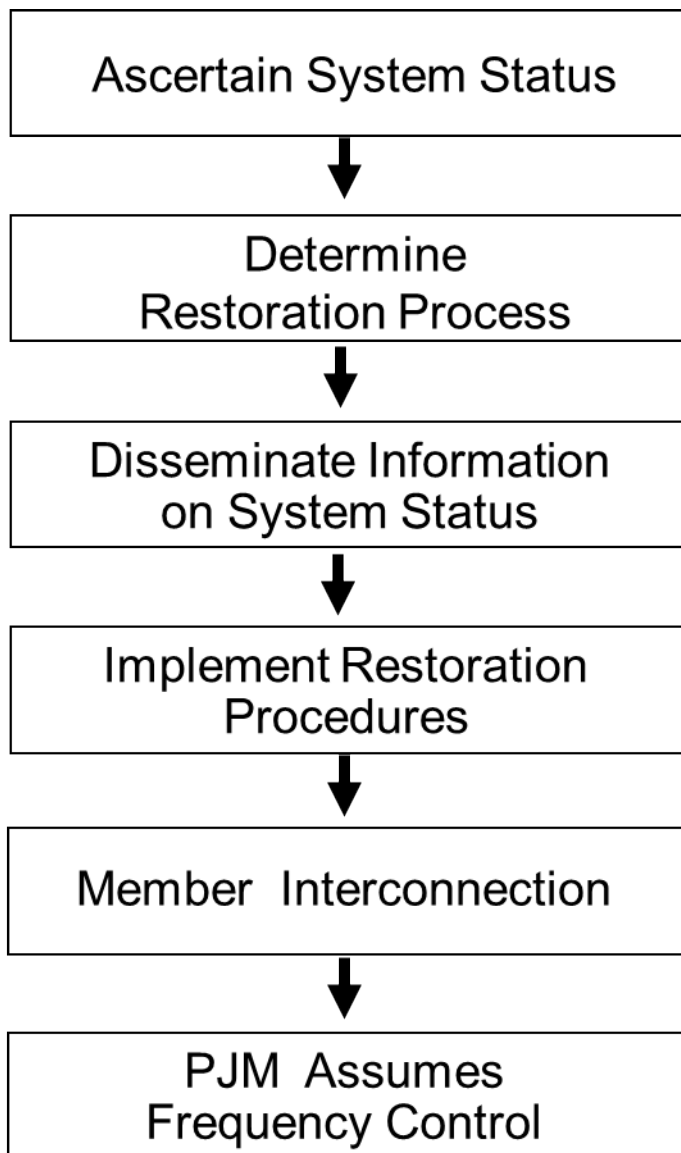 Ascertain System Status
Determine
Restoration Process
Disseminate Information
on System Status
Implement Restoration
Procedures
Member Interconnection
PJM Assumes
Frequency Control